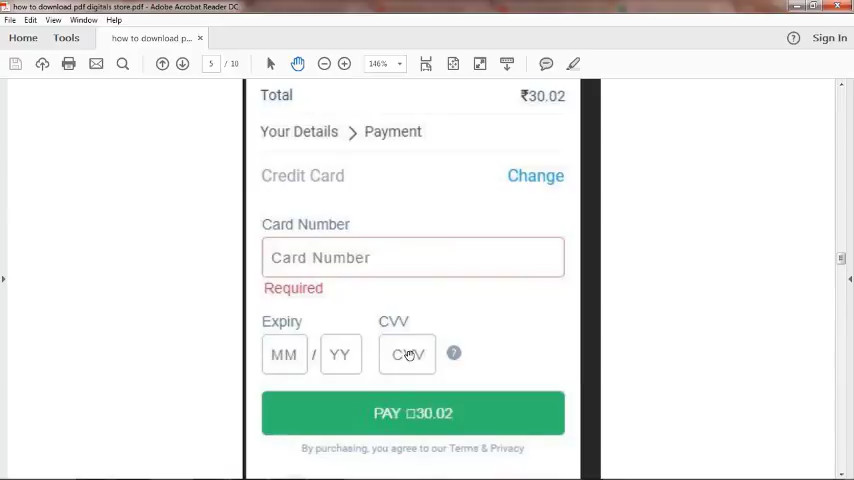 how to download pdf digitals store.pdf - Adobe Acrobat Reader DC
File Edit View Window Help
Home Tools how to download p... × Sign In
5 / 10 146%
Total ₹30.02
Your Details > Payment
Credit Card Change
Card Number
Card Number
Required
Expiry CVV
MM / YY CVV ?
PAY □30.02
By purchasing, you agree to our Terms & Privacy